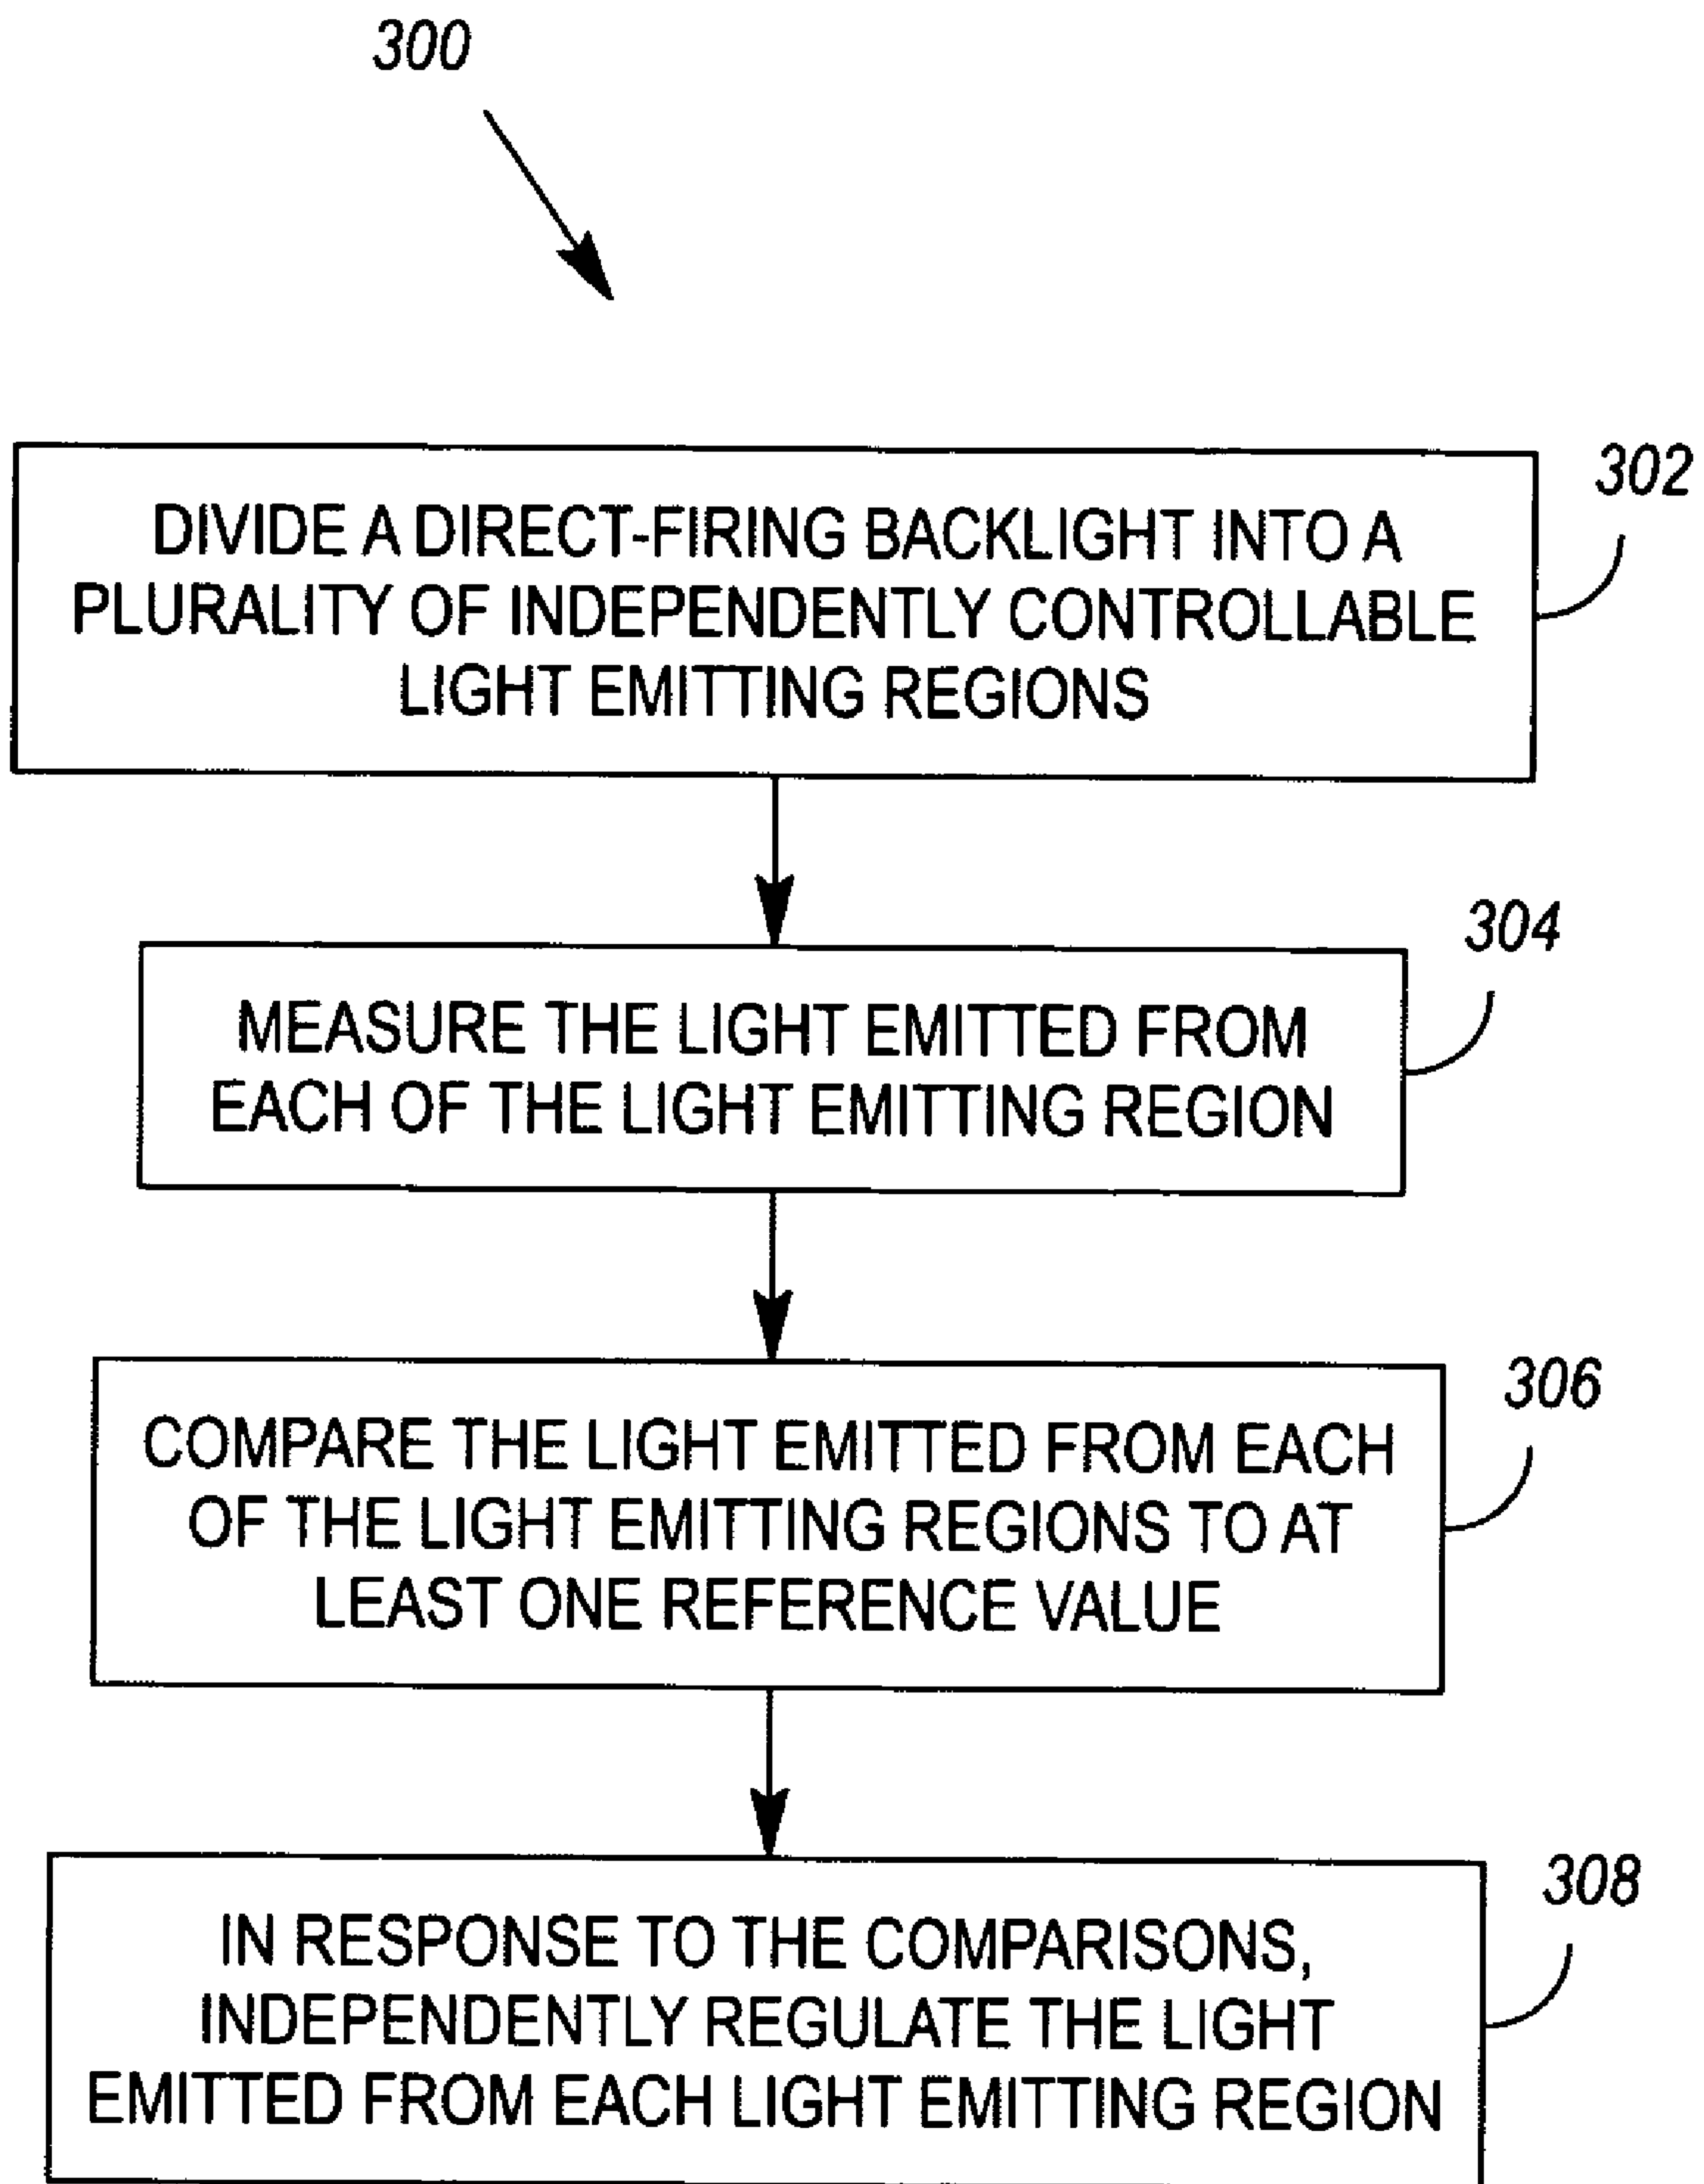 300
302
DIVIDE A DIRECT-FIRING BACKLIGHT INTO A
PLURALITY OF INDEPENDENTLY CONTROLLABLE
LIGHT EMITTING REGIONS
304
MEASURE THE LIGHT EMITTED FROM
EACH OF THE LIGHT EMITTING REGION
306
COMPARE THE LIGHT EMITTED FROM EACH
OF THE LIGHT EMITTING REGIONS TO AT
LEAST ONE REFERENCE VALUE
308
IN RESPONSE TO THE COMPARISONS,
INDEPENDENTLY REGULATE THE LIGHT
EMITTED FROM EACH LIGHT EMITTING REGION